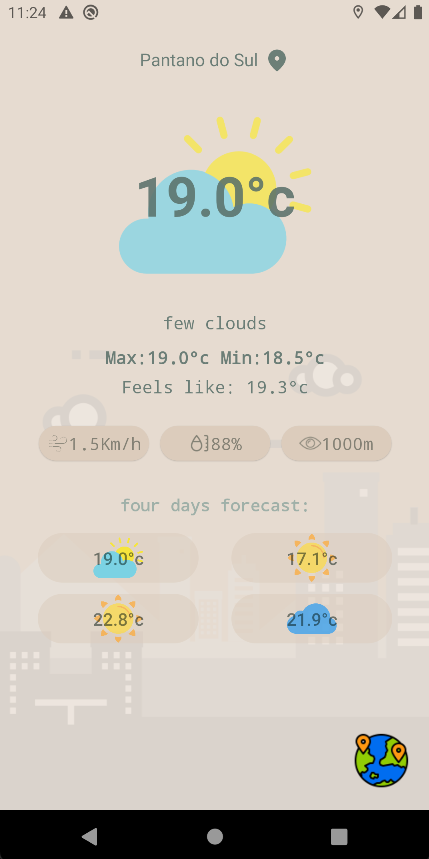 11:24
Pantano do Sul
19.0°c
few clouds
Max:19.0°c Min:18.5°c
Feels like: 19.3°c
1.5Km/h 88% 1000m
four days forecast:
19.0°c 17.1°c
22.8°c 21.9°c